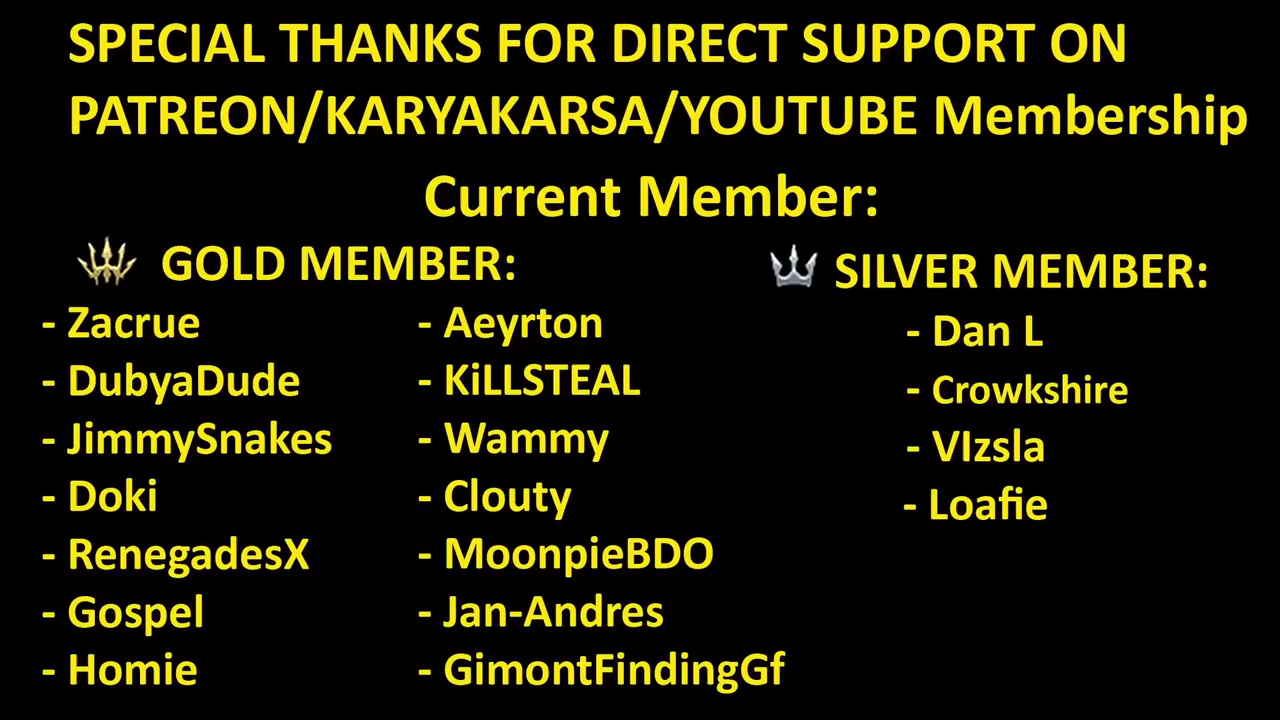 SPECIAL THANKS FOR DIRECT SUPPORT ON
PATREON/KARYAKARSA/YOUTUBE Membership
Current Member:
GOLD MEMBER:
- Zacrue
- DubyaDude
- JimmySnakes
- Doki
- RenegadesX
- Gospel
- Homie
- Aeyrton
- KiLLSTEAL
- Wammy
- Clouty
- MoonpieBDO
- Jan-Andres
- GimontFindingGf
SILVER MEMBER:
- Dan L
- Crowkshire
- VIzsla
- Loafie